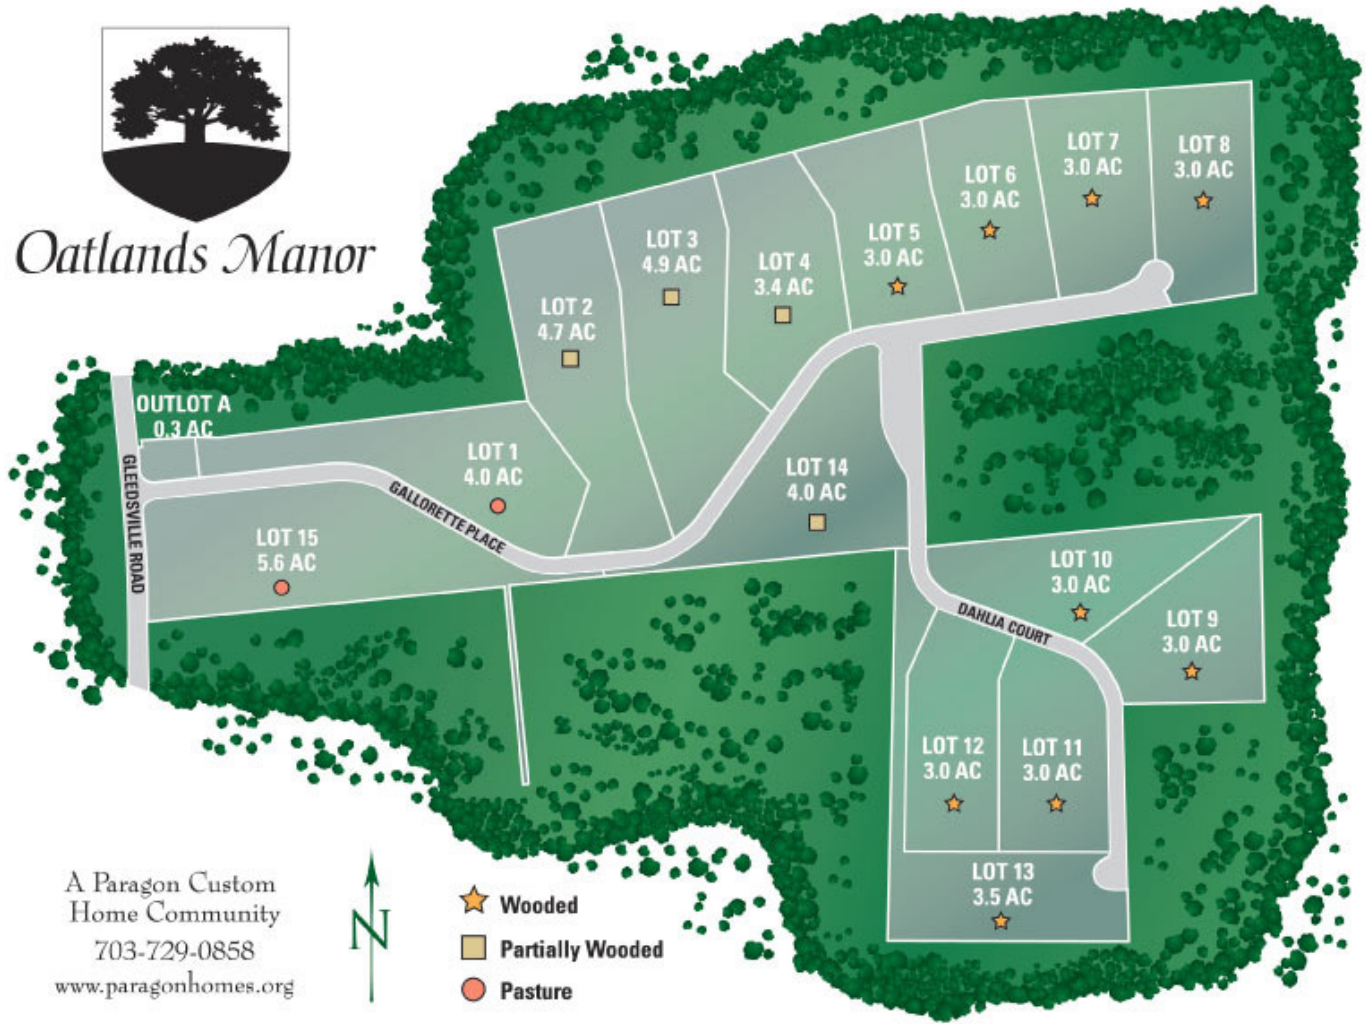 Oatlands Manor
OUTLOT A
0.3 AC
LOT 1
4.0 AC
LOT 2
4.7 AC
LOT 3
4.9 AC
LOT 4
3.4 AC
LOT 5
3.0 AC
LOT 6
3.0 AC
LOT 7
3.0 AC
LOT 8
3.0 AC
LOT 14
4.0 AC
LOT 15
5.6 AC
GLEEDSVILLE ROAD
GALLORETTE PLACE
LOT 10
3.0 AC
LOT 9
3.0 AC
DAHLIA COURT
LOT 12
3.0 AC
LOT 11
3.0 AC
LOT 13
3.5 AC
A Paragon Custom
Home Community
703-729-0858
www.paragonhomes.org
N
Wooded
Partially Wooded
Pasture